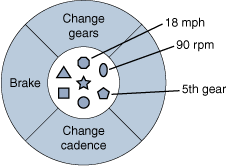 Change
gears
18 mph
90 rpm
Brake
5th gear
Change
cadence